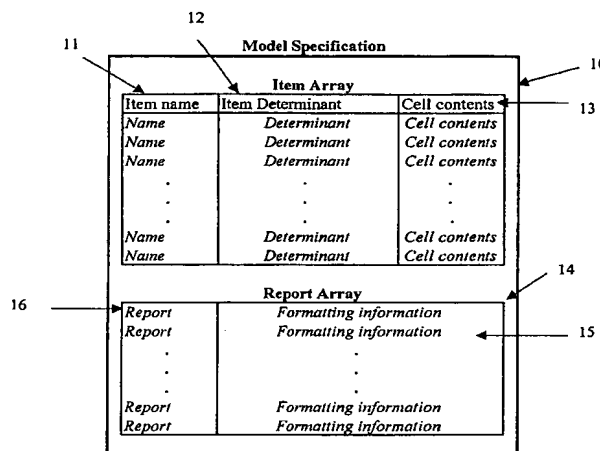 12
11
Model Specification
Item Array
Item name Item Determinant Cell contents
13
Name Determinant Cell contents
Name Determinant Cell contents
Name Determinant Cell contents
. . .
. . .
. . .
Name Determinant Cell contents
Name Determinant Cell contents
14
Report Array
16
Report Formatting information
Report Formatting information
15
. .
. .
. .
Report Formatting information
Report Formatting information